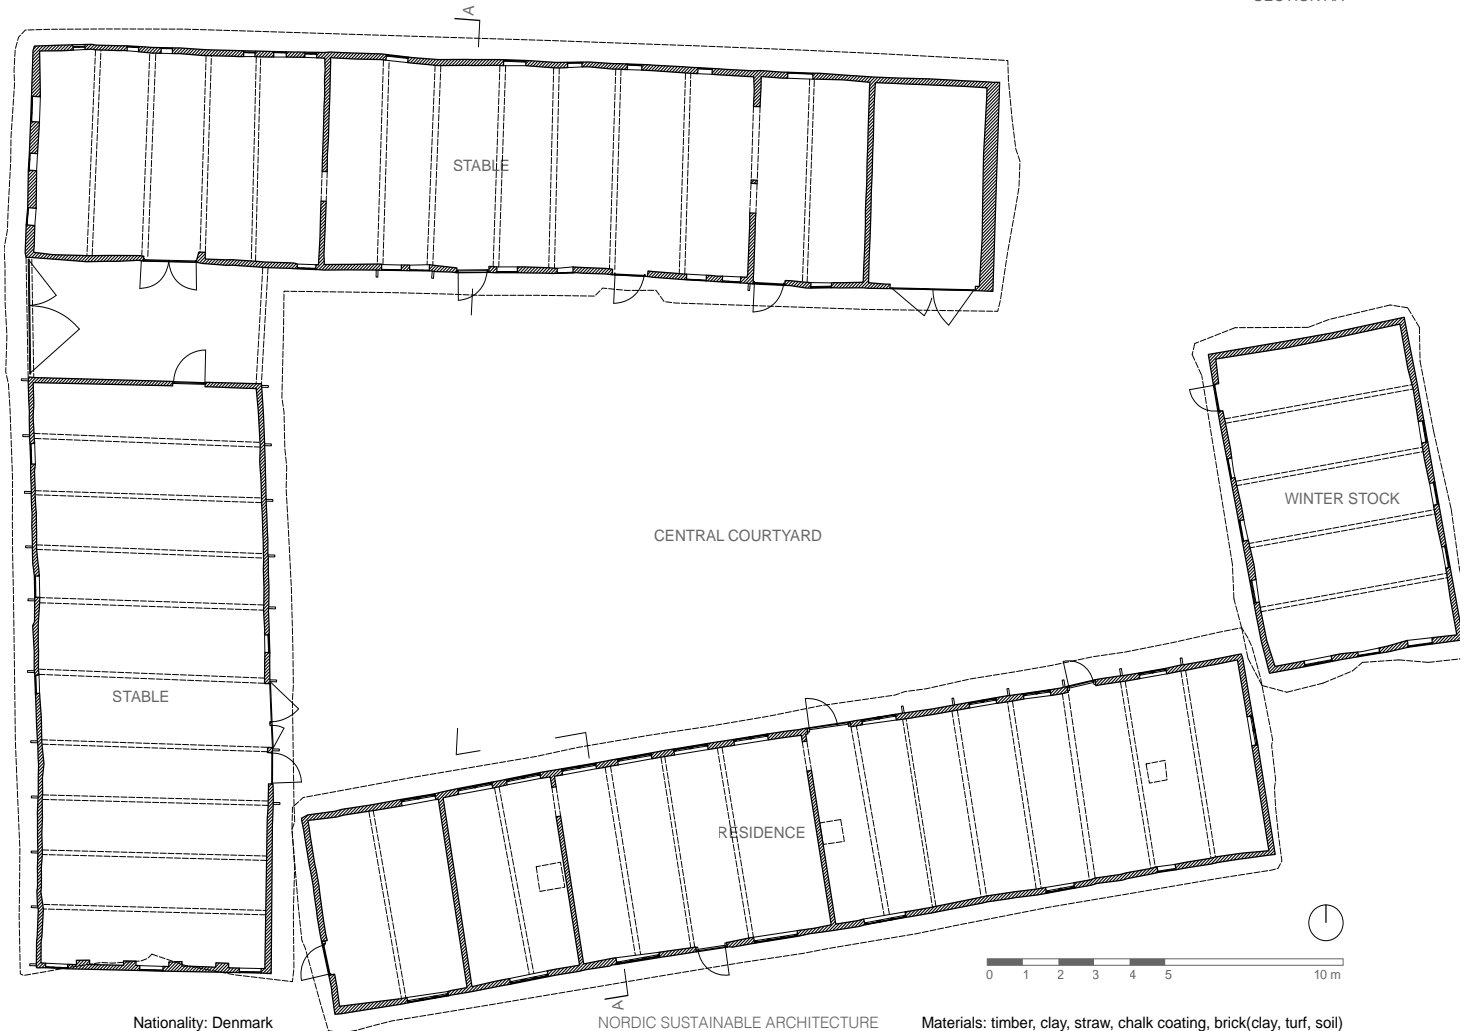 A
STABLE
WINTER STOCK
CENTRAL COURTYARD
STABLE
RESIDENCE
0 1 2 3 4 5 10 m
A
Nationality: Denmark
NORDIC SUSTAINABLE ARCHITECTURE
Materials: timber, clay, straw, chalk coating, brick(clay, turf, soil)